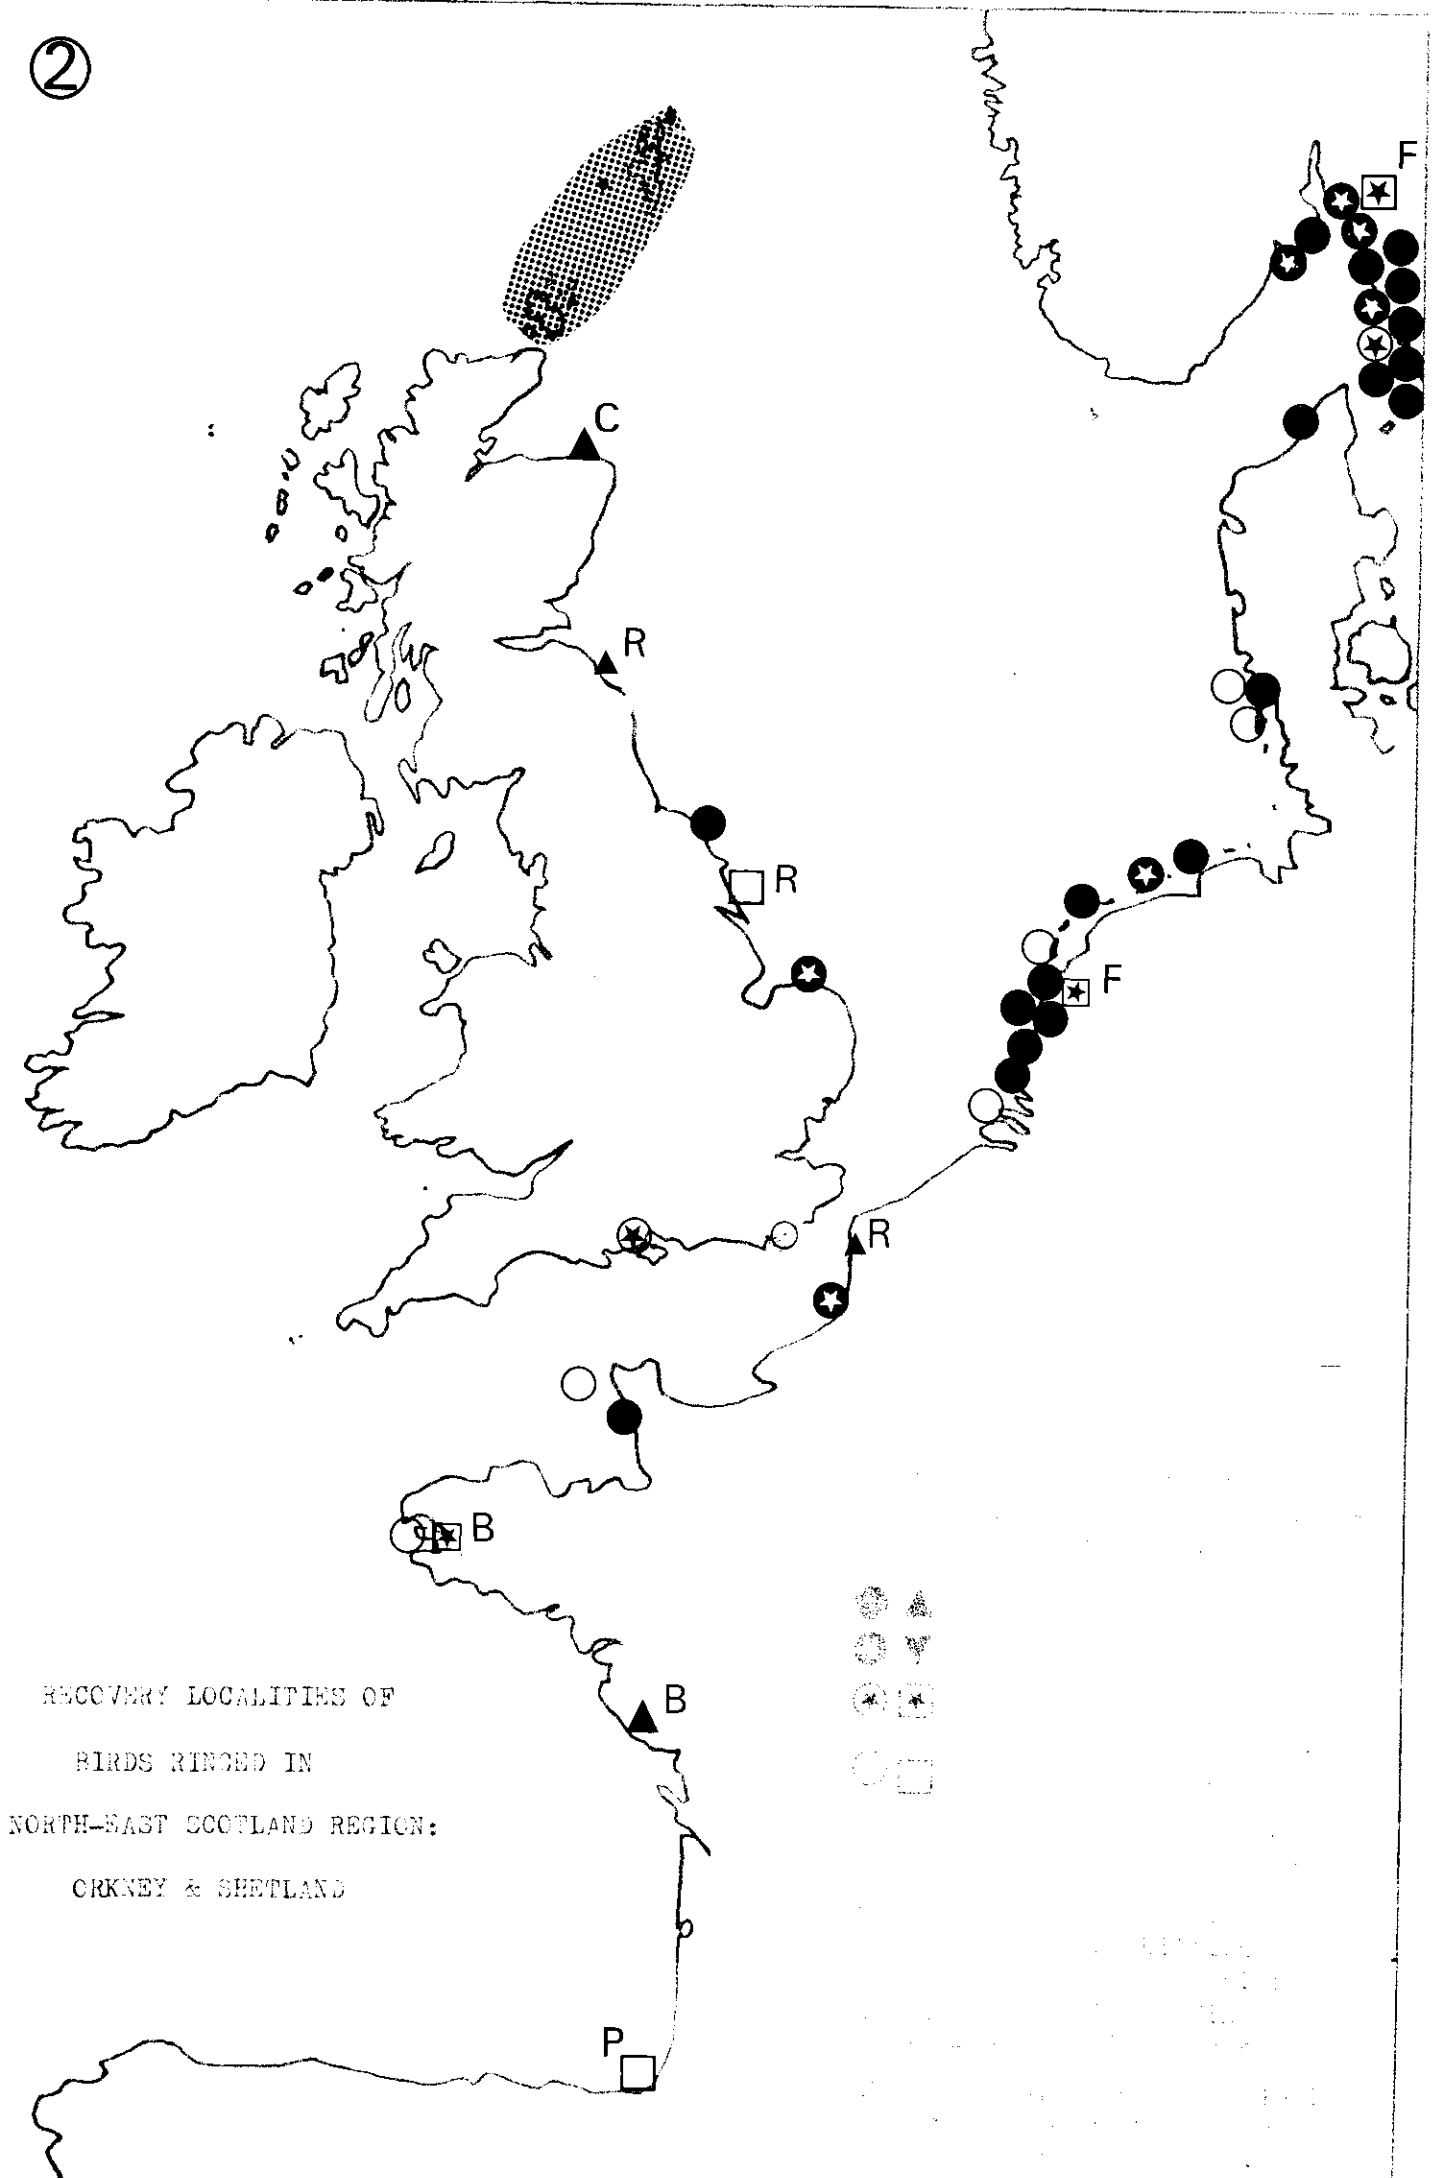 2
F
C
R
R
F
R
B
B
RECOVERY LOCALITIES OF
BIRDS RINGED IN
NORTH-EAST SCOTLAND REGION:
ORKNEY & SHETLAND
P